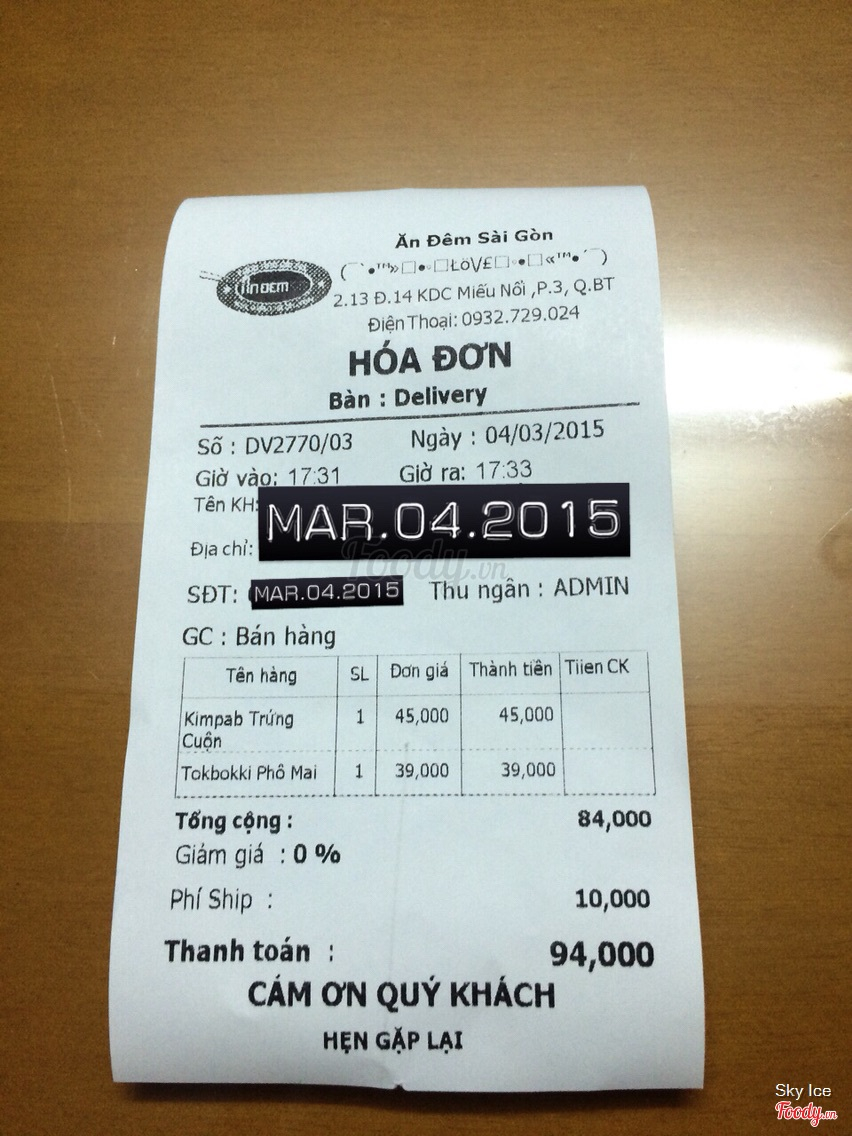 Ăn Đêm Sài Gòn
ĂnĐÊM
2.13 Đ.14 KDC Miếu Nổi ,P.3, Q.BT
Điện Thoại: 0932.729.024
HÓA ĐƠN
Bàn : Delivery
Số : DV2770/03 Ngày : 04/03/2015
Giờ vào: 17:31 Giờ ra: 17:33
Tên KH:
MAR.04.2015
Địa chỉ:
Foody.vn
SĐT: MAR.04.2015 Thu ngân : ADMIN
GC : Bán hàng
Tên hàng SL Đơn giá Thành tiền Tiien CK
Kimpab Trứng 1 45,000 45,000
Cuộn
Tokbokki Phô Mai 1 39,000 39,000
Tổng cộng : 84,000
Giảm giá : 0 %
Phí Ship : 10,000
Thanh toán : 94,000
CÁM ƠN QUÝ KHÁCH
HẸN GẶP LẠI
Sky Ice
Foody.vn